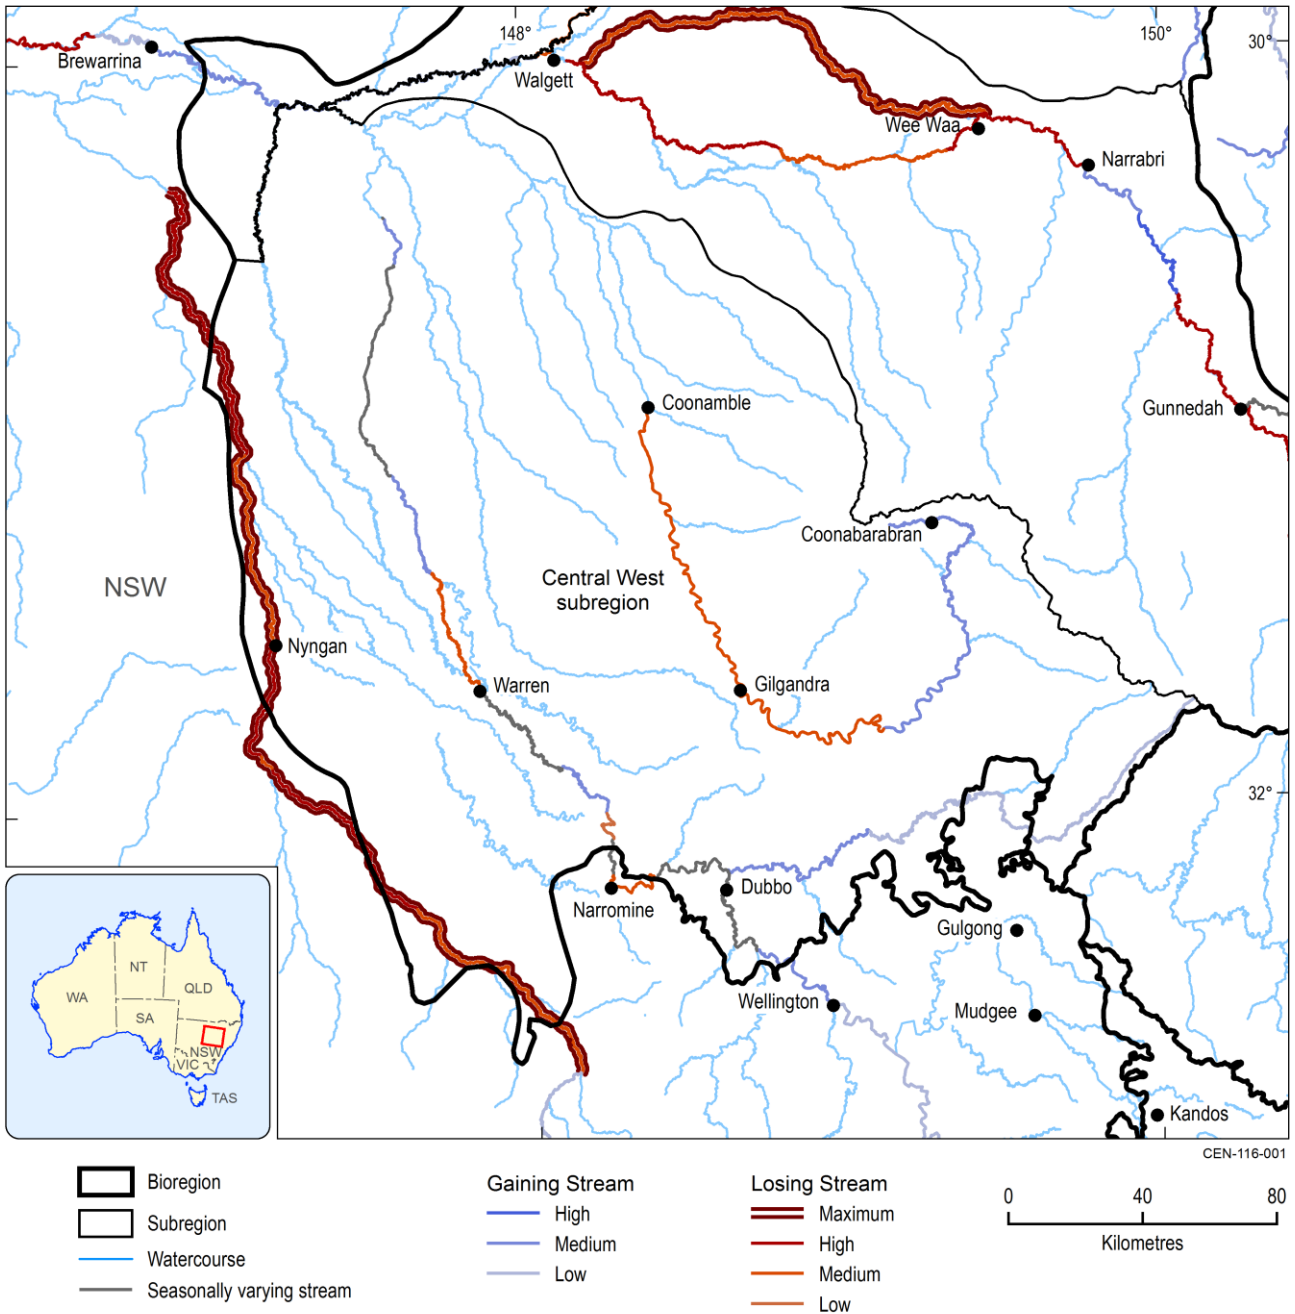 148°
150°
30°
Brewarrina
Walgett
Wee Waa
Narrabri
Coonamble
Gunnedah
Coonabarabran
Central West
subregion
NSW
Nyngan
Warren
Gilgandra
32°
Dubbo
Narromine
Gulgong
Wellington
Mudgee
Kandos
NT
WA
QLD
SA
NSW
VIC
TAS
CEN-116-001
Bioregion
Subregion
Watercourse
Seasonally varying stream
Gaining Stream
High
Medium
Low
Losing Stream
Maximum
High
Medium
Low
0 40 80
Kilometres